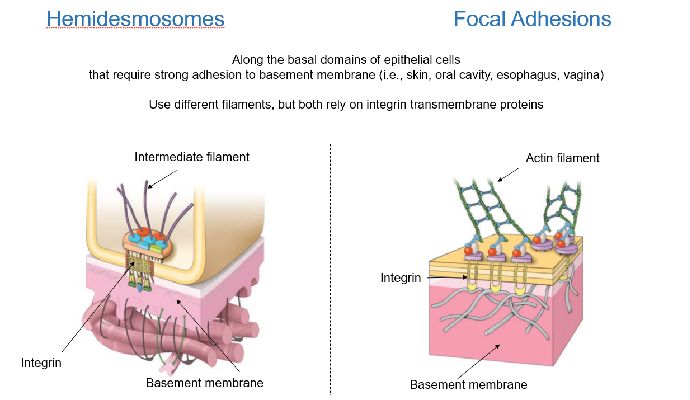 Hemidesmosomes
Focal Adhesions
Along the basal domains of epithelial cells
that require strong adhesion to basement membrane (i.e., skin, oral cavity, esophagus, vagina)
Use different filaments, but both rely on integrin transmembrane proteins
Intermediate filament
Integrin
Basement membrane
Actin filament
Integrin
Basement membrane